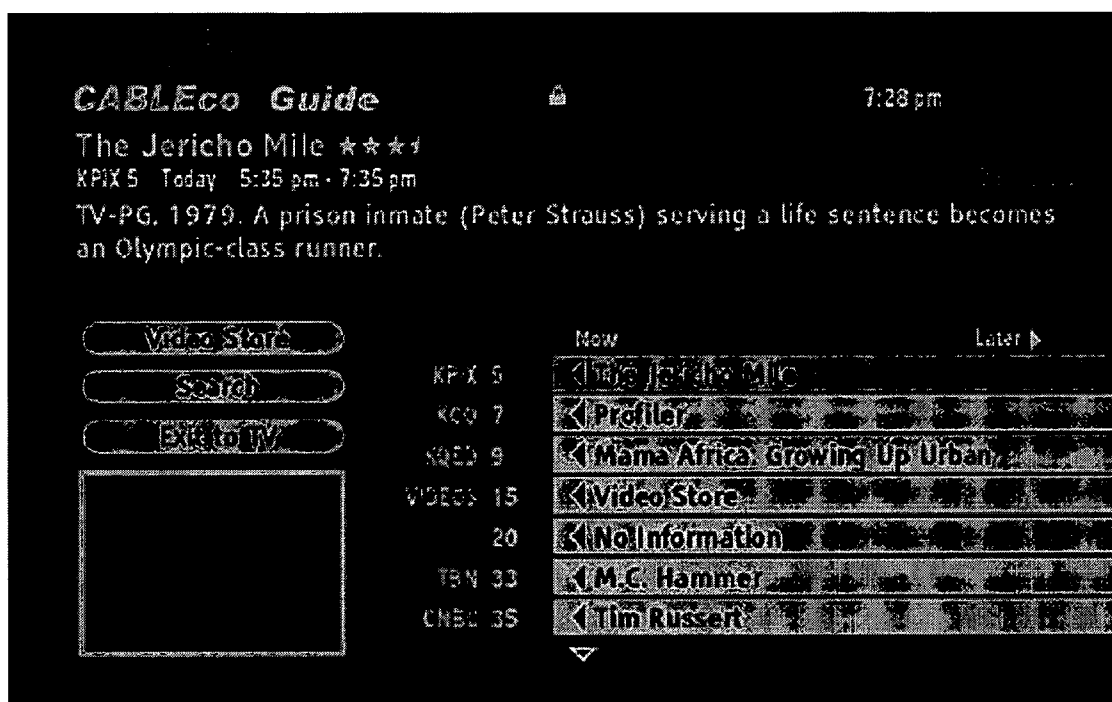 CABLEco Guide 7:28 pm
The Jericho Mile
KPIX 5 Today 5:35 pm - 7:35 pm
TV-PG, 1979. A prison inmate (Peter Strauss) serving a life sentence becomes
an Olympic-class runner.
Video Store
Search
Exit to TV
Now Later
KPIX 5 The Jericho Mile
7 Profiler
KQED 9 Mama Africa: Growing Up Urban
15 Video Store
20 No Information
TBN 33 M.C. Hammer
CNBC 35 Tim Russert